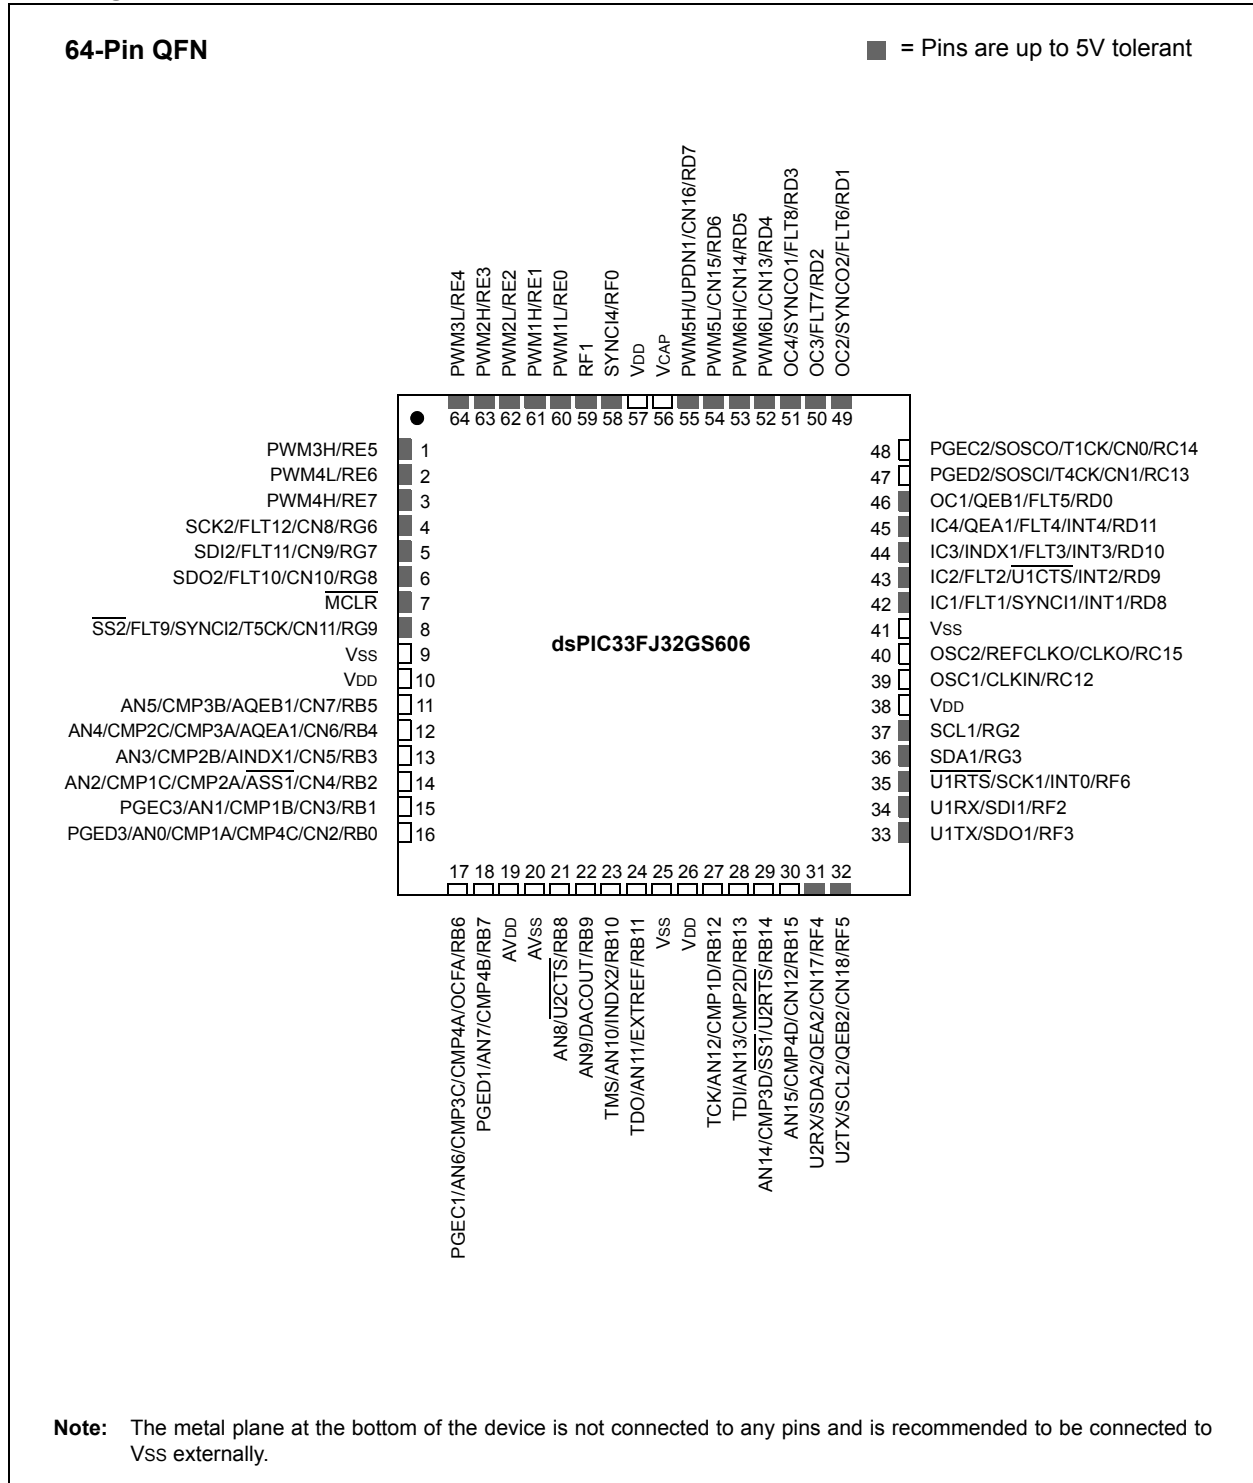 64-Pin QFN
= Pins are up to 5V tolerant
PWM3L/RE4
PWM2H/RE3
PWM2L/RE2
PWM1H/RE1
PWM1L/RE0
RF1
SYNCI4/RF0
VDD
VCAP
PWM5H/UPDN1/CN16/RD7
PWM5L/CN15/RD6
PWM6H/CN14/RD5
PWM6L/CN13/RD4
OC4/SYNCO1/FLT8/RD3
OC3/FLT7/RD2
OC2/SYNCO2/FLT6/RD1
64 63 62 61 60 59 58 57 56 55 54 53 52 51 50 49
PWM3H/RE5 1
PWM4L/RE6 2
PWM4H/RE7 3
SCK2/FLT12/CN8/RG6 4
SDI2/FLT11/CN9/RG7 5
SDO2/FLT10/CN10/RG8 6
MCLR 7
SS2/FLT9/SYNCI2/T5CK/CN11/RG9 8
VSS 9
VDD 10
AN5/CMP3B/AQEB1/CN7/RB5 11
AN4/CMP2C/CMP3A/AQEA1/CN6/RB4 12
AN3/CMP2B/AINDX1/CN5/RB3 13
AN2/CMP1C/CMP2A/ASS1/CN4/RB2 14
PGEC3/AN1/CMP1B/CN3/RB1 15
PGED3/AN0/CMP1A/CMP4C/CN2/RB0 16
dsPIC33FJ32GS606
48 PGEC2/SOSCO/T1CK/CN0/RC14
47 PGED2/SOSCI/T4CK/CN1/RC13
46 OC1/QEB1/FLT5/RD0
45 IC4/QEA1/FLT4/INT4/RD11
44 IC3/INDX1/FLT3/INT3/RD10
43 IC2/FLT2/U1CTS/INT2/RD9
42 IC1/FLT1/SYNCI1/INT1/RD8
41 VSS
40 OSC2/REFCLKO/CLKO/RC15
39 OSC1/CLKIN/RC12
38 VDD
37 SCL1/RG2
36 SDA1/RG3
35 U1RTS/SCK1/INT0/RF6
34 U1RX/SDI1/RF2
33 U1TX/SDO1/RF3
17 18 19 20 21 22 23 24 25 26 27 28 29 30 31 32
PGEC1/AN6/CMP3C/CMP4A/OCFA/RB6
PGED1/AN7/CMP4B/RB7
AVDD
AVSS
AN8/U2CTS/RB8
AN9/DACOUT/RB9
TMS/AN10/INDX2/RB10
TDO/AN11/EXTREF/RB11
VSS
VDD
TCK/AN12/CMP1D/RB12
TDI/AN13/CMP2D/RB13
AN14/CMP3D/SS1/U2RTS/RB14
AN15/CMP4D/CN12/RB15
U2RX/SDA2/QEA2/CN17/RF4
U2TX/SCL2/QEB2/CN18/RF5
Note: The metal plane at the bottom of the device is not connected to any pins and is recommended to be connected to
VSS externally.